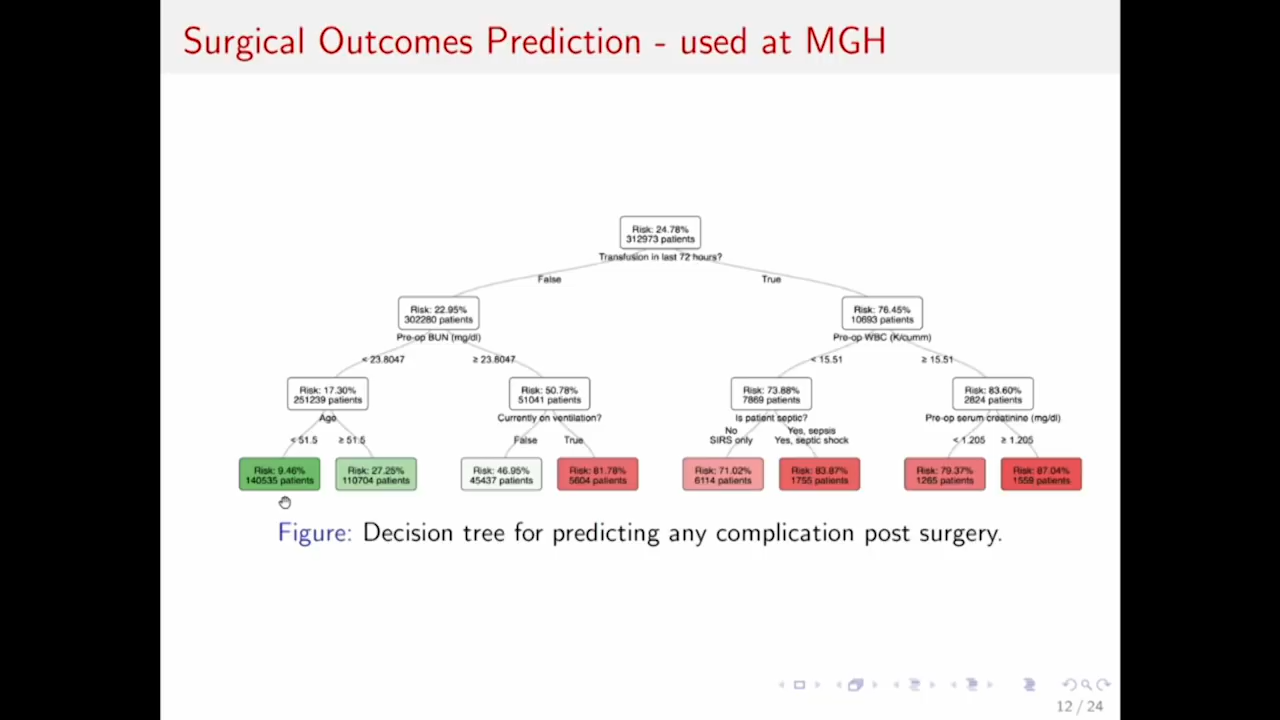 Surgical Outcomes Prediction - used at MGH
Risk: 24.78%
312973 patients
Transfusion in last 72 hours?
False
True
Risk: 22.95%
302280 patients
Pre-op BUN (mg/dl)
Risk: 76.45%
10693 patients
Pre-op WBC (K/cumm)
< 23.8047
≥ 23.8047
< 15.51
≥ 15.51
Risk: 17.30%
251239 patients
Age
Risk: 50.78%
51041 patients
Currently on ventilation?
Risk: 73.88%
7869 patients
Is patient septic?
Risk: 83.60%
2824 patients
Pre-op serum creatinine (mg/dl)
< 51.5
≥ 51.5
False
True
No
SIRS only
Yes, sepsis
Yes, septic shock
< 1.205
≥ 1.205
Risk: 9.46%
140535 patients
Risk: 27.25%
110704 patients
Risk: 46.95%
45437 patients
Risk: 81.78%
5604 patients
Risk: 71.02%
6114 patients
Risk: 83.87%
1755 patients
Risk: 79.37%
1265 patients
Risk: 87.04%
1559 patients
Figure: Decision tree for predicting any complication post surgery.
12 / 24